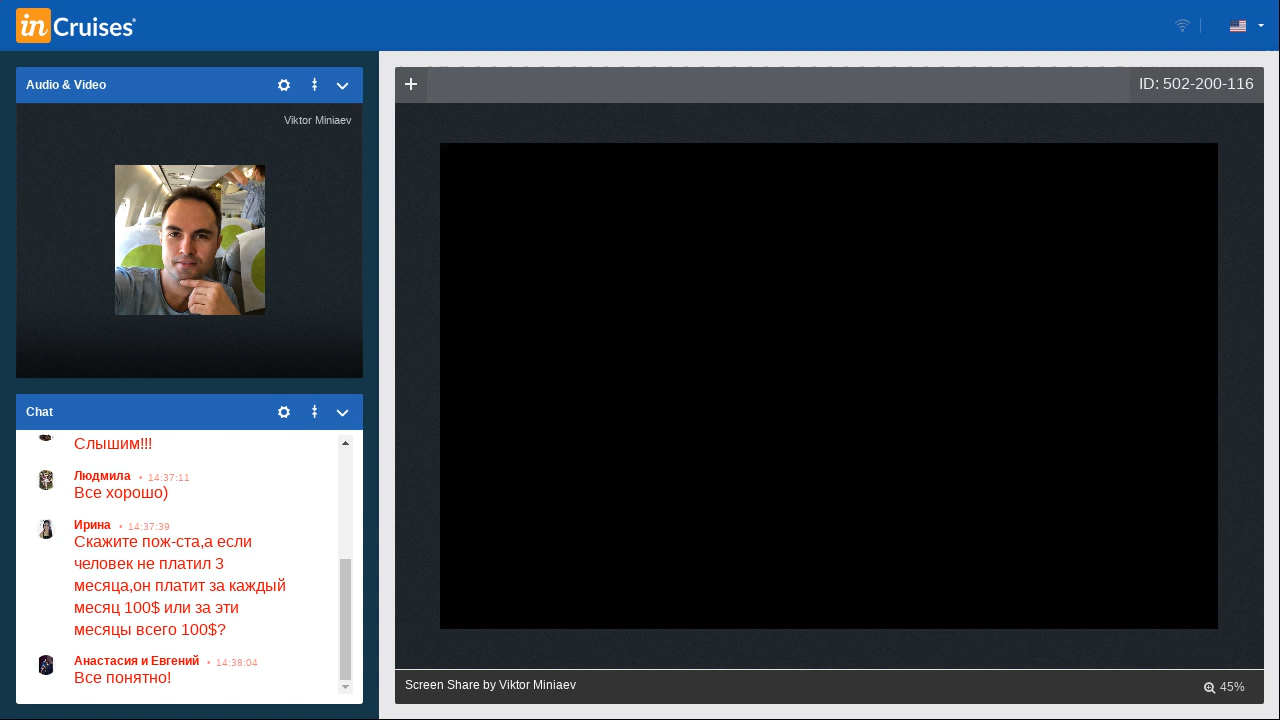 in Cruises®
Audio & Video
Viktor Miniaev
Chat
Слышим!!!
Людмила • 14:37:11
Все хорошо)
Ирина • 14:37:39
Скажите пож-ста,а если
человек не платил 3
месяца,он платит за каждый
месяц 100$ или за эти
месяцы всего 100$?
Анастасия и Евгений • 14:38:04
Все понятно!
ID: 502-200-116
Screen Share by Viktor Miniaev
45%